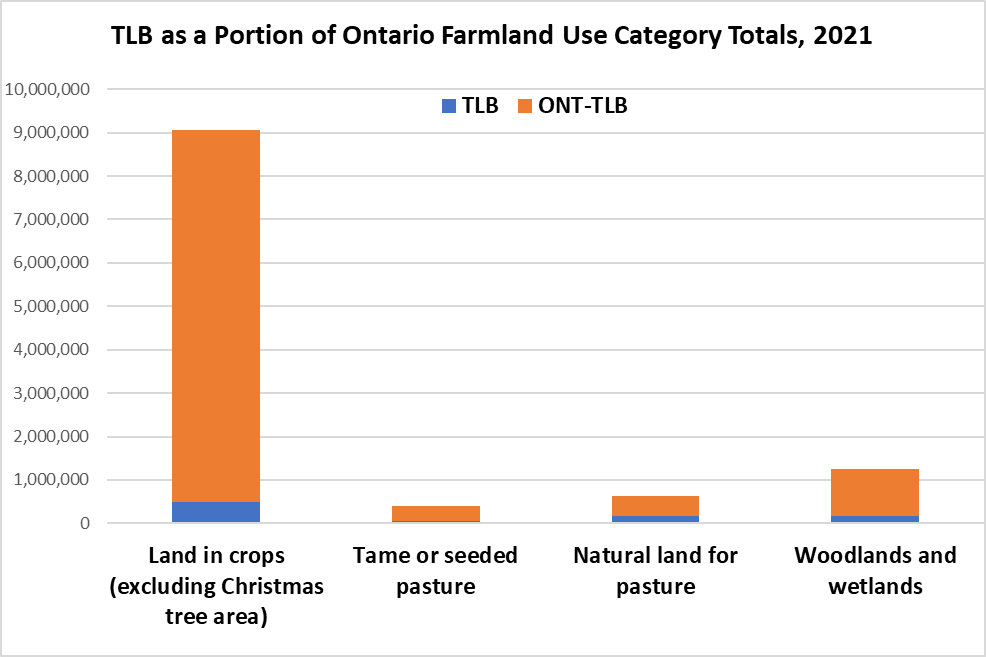 TLB as a Portion of Ontario Farmland Use Category Totals, 2021
10,000,000
TLB ONT-TLB
9,000,000
8,000,000
7,000,000
6,000,000
5,000,000
4,000,000
3,000,000
2,000,000
1,000,000
0
Land in crops
(excluding Christmas
tree area)
Tame or seeded
pasture
Natural land for
pasture
Woodlands and
wetlands